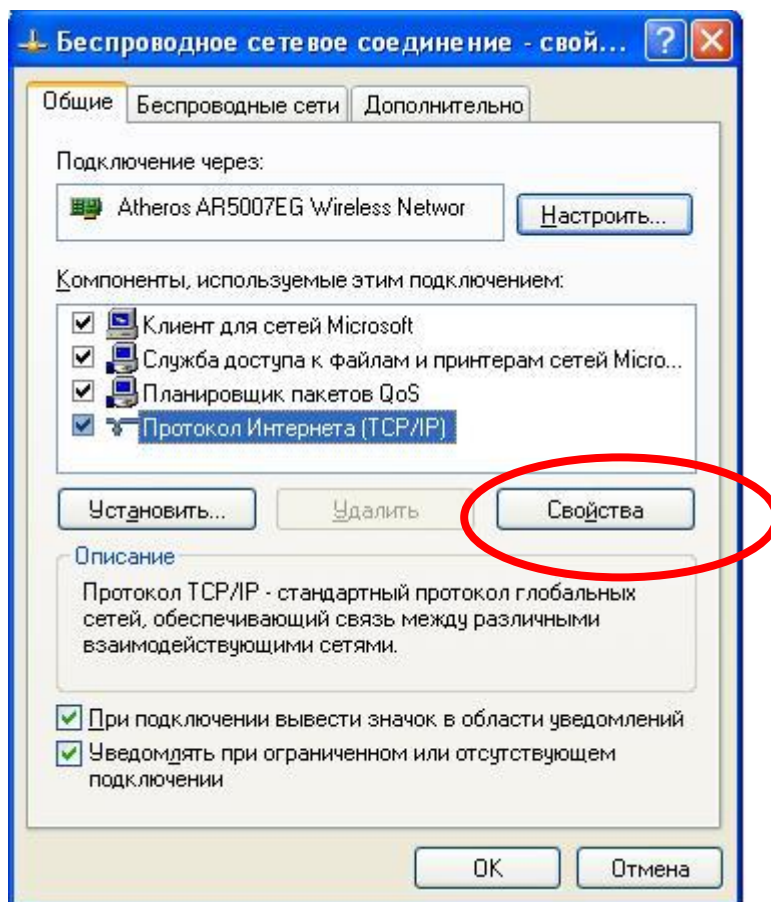 Беспроводное сетевое соединение - свой...
Общие Беспроводные сети Дополнительно
Подключение через:
Atheros AR5007EG Wireless Networ
Настроить...
Компоненты, используемые этим подключением:
Клиент для сетей Microsoft
Служба доступа к файлам и принтерам сетей Micro...
Планировщик пакетов QoS
Протокол Интернета (TCP/IP)
Установить... Удалить Свойства
Описание
Протокол TCP/IP - стандартный протокол глобальных
сетей, обеспечивающий связь между различными
взаимодействующими сетями.
При подключении вывести значок в области уведомлений
Уведомлять при ограниченном или отсутствующем
подключении
OK Отмена